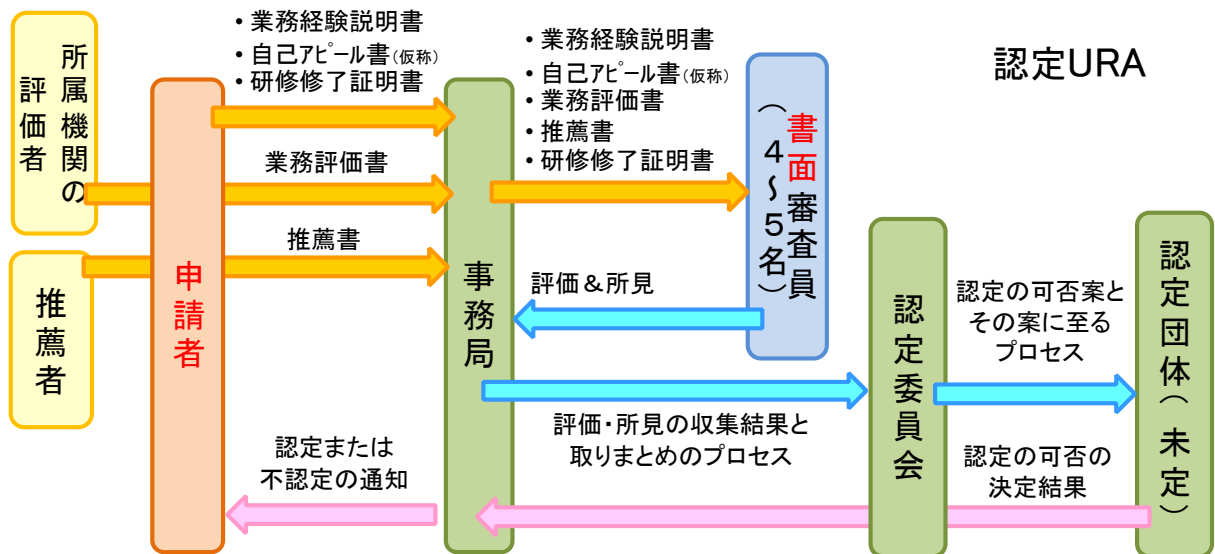 認定URA
所属機関の
評価者
推薦者
申請者
・業務経験説明書
・自己アピール書(仮称)
・研修修了証明書
業務評価書
推薦書
事務局
・業務経験説明書
・自己アピール書(仮称)
・業務評価書
・推薦書
・研修修了証明書
書面審査員
(4~5名)
評価&所見
評価・所見の収集結果と
取りまとめのプロセス
認定委員会
認定の可否案と
その案に至る
プロセス
認定団体(未定)
認定の可否の
決定結果
認定または
不認定の通知